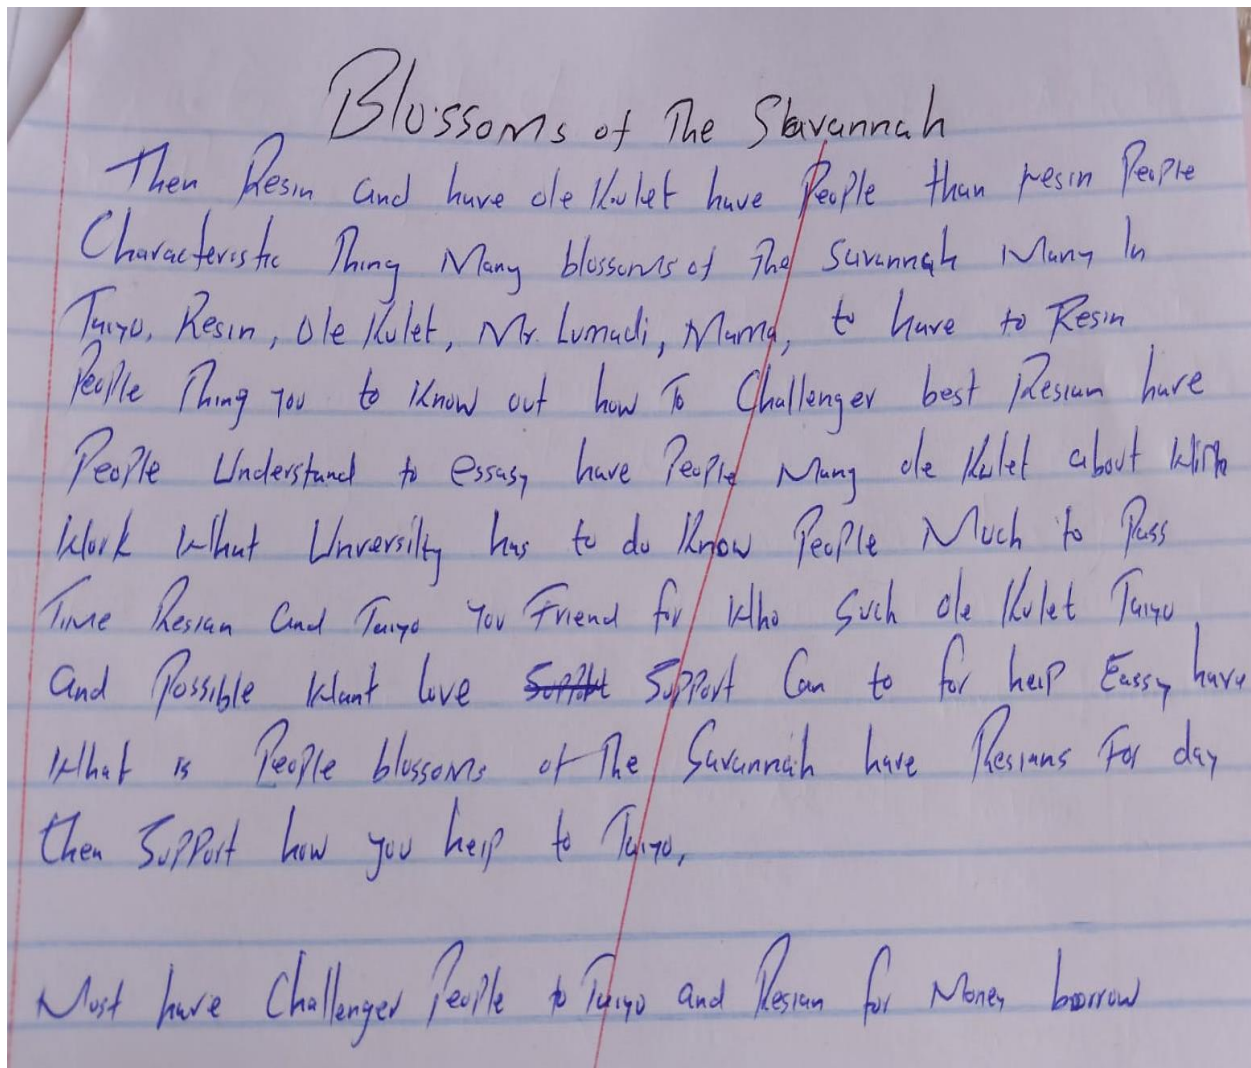 Blossoms of The Savannah
Then Resin and have ole Kulet have People than resin People
Characteristic Thing Many blossoms of The Savannah Many In
Taiyo, Resin, Ole Kulet, Mr. Lumadi, Mama, to have to Resin
People Thing you to Know out how To Challenger best Resian have
People Understand to essasy have People Many ole Kulet about
Work What Unversility has to do Know People Much to Pass
Time Resian and Taiyo you Friend for Who Such ole Kulet Taiyo
and Possible Want love Support Can to for help Eassy have
What is People blossoms of The Savannah have Resians For day
then Support how you help to Taiyo,
Most have Challenger People to Taiyo and Resian for Money borrow